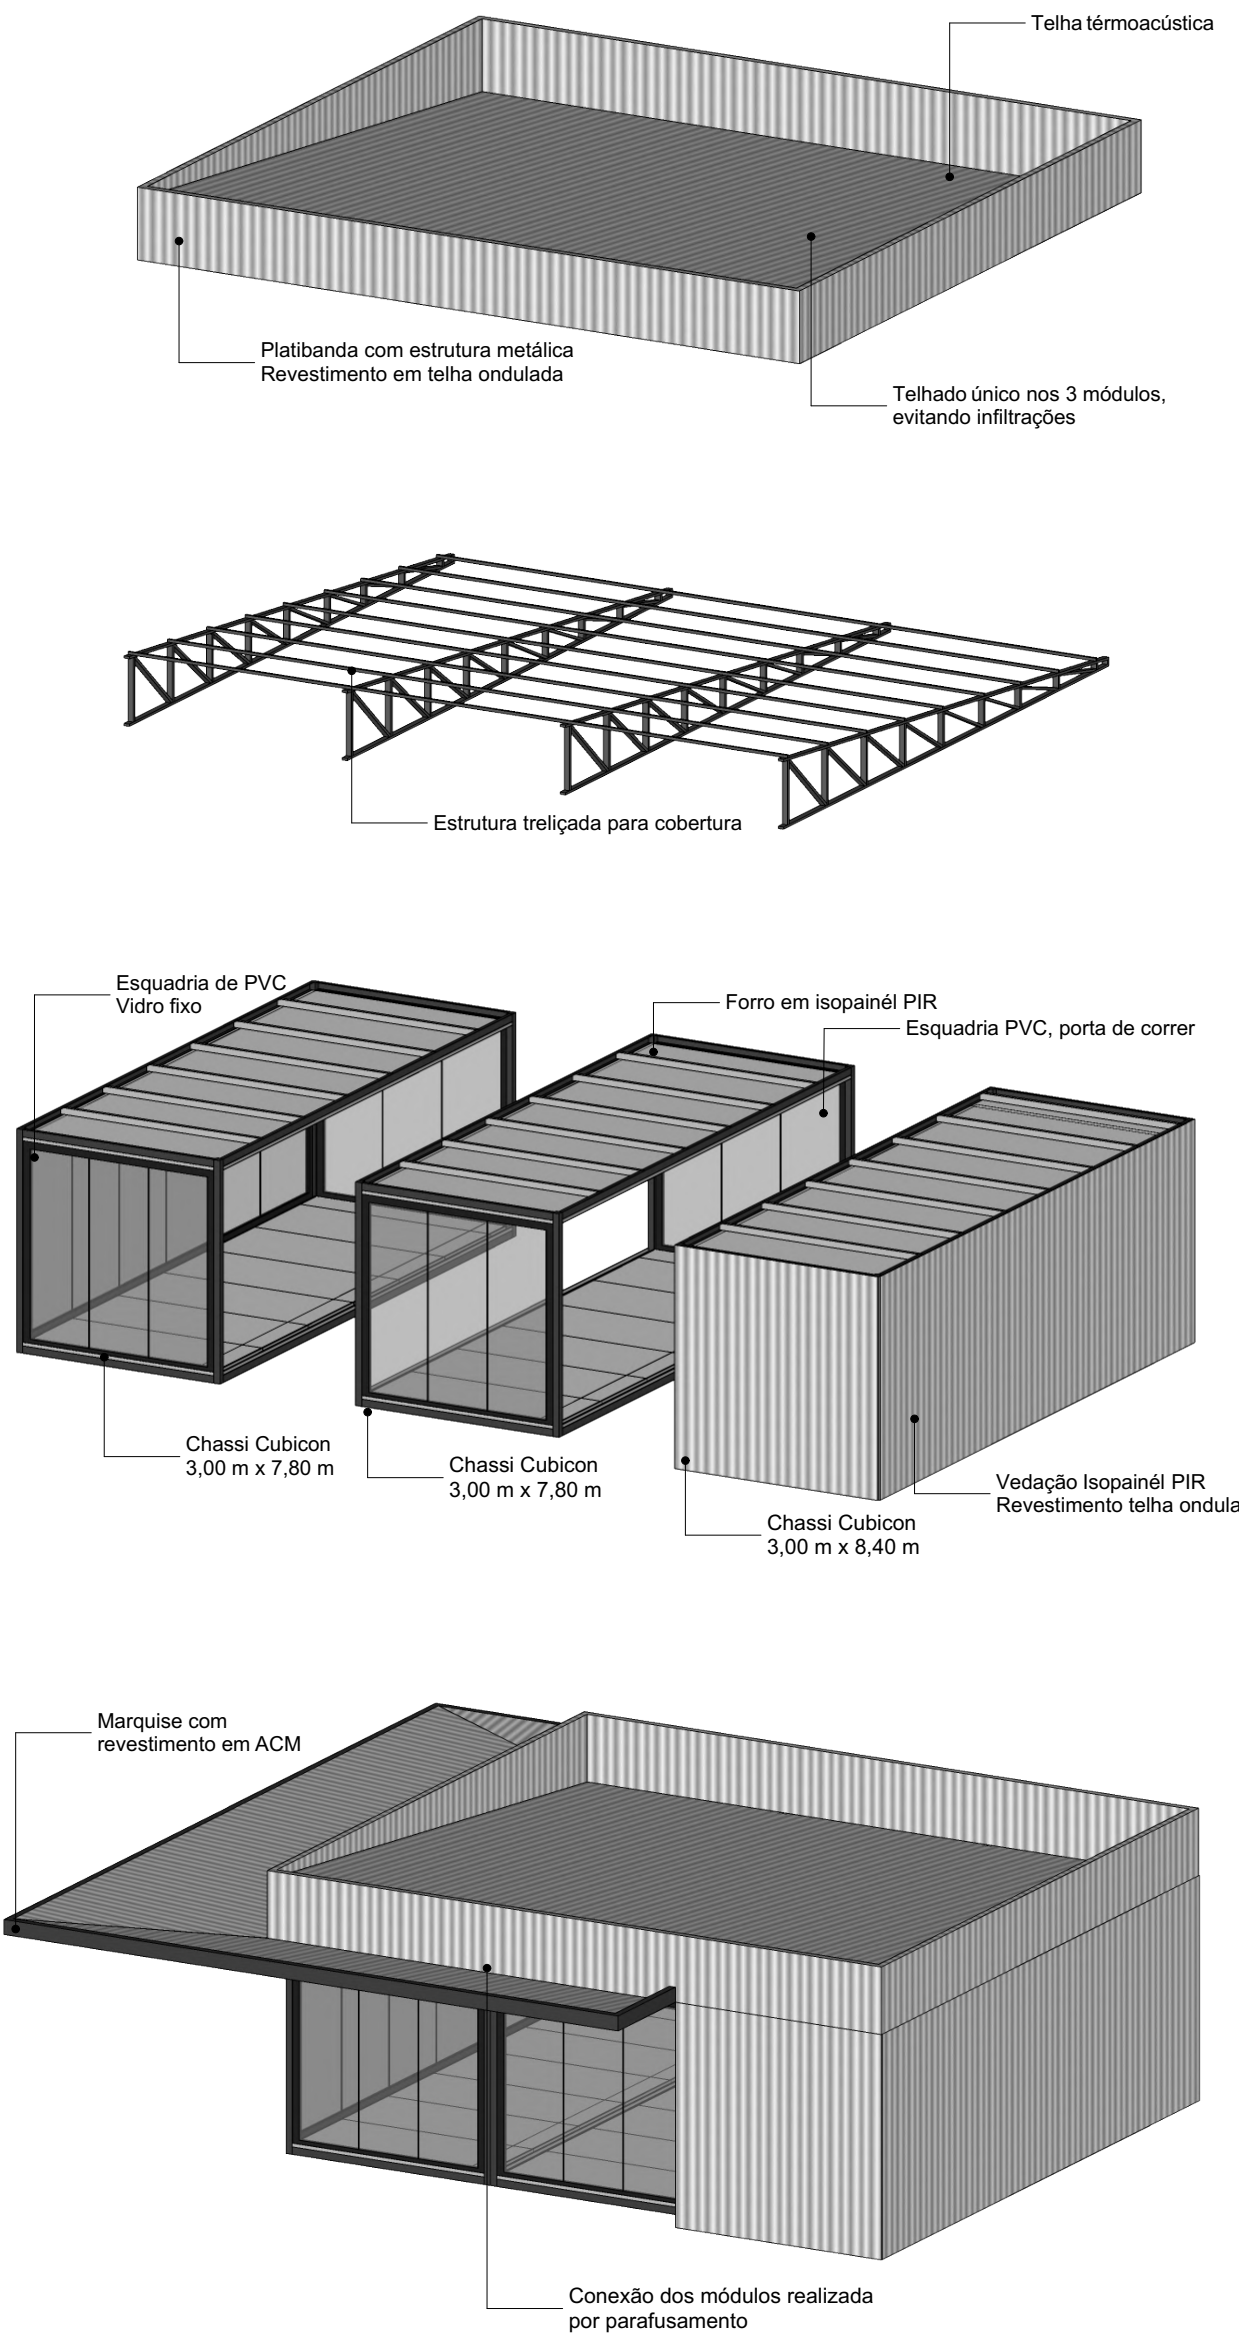 Telha térmoacústica
Platibanda com estrutura metálica
Revestimento em telha ondulada
Telhado único nos 3 módulos,
evitando infiltrações
Estrutura treliçada para cobertura
Esquadria de PVC
Vidro fixo
Forro em isopainél PIR
Esquadria PVC, porta de correr
Chassi Cubicon
3,00 m x 7,80 m
Chassi Cubicon
3,00 m x 7,80 m
Vedação Isopainél PIR
Revestimento telha ondula
Chassi Cubicon
3,00 m x 8,40 m
Marquise com
revestimento em ACM
Conexão dos módulos realizada
por parafusamento